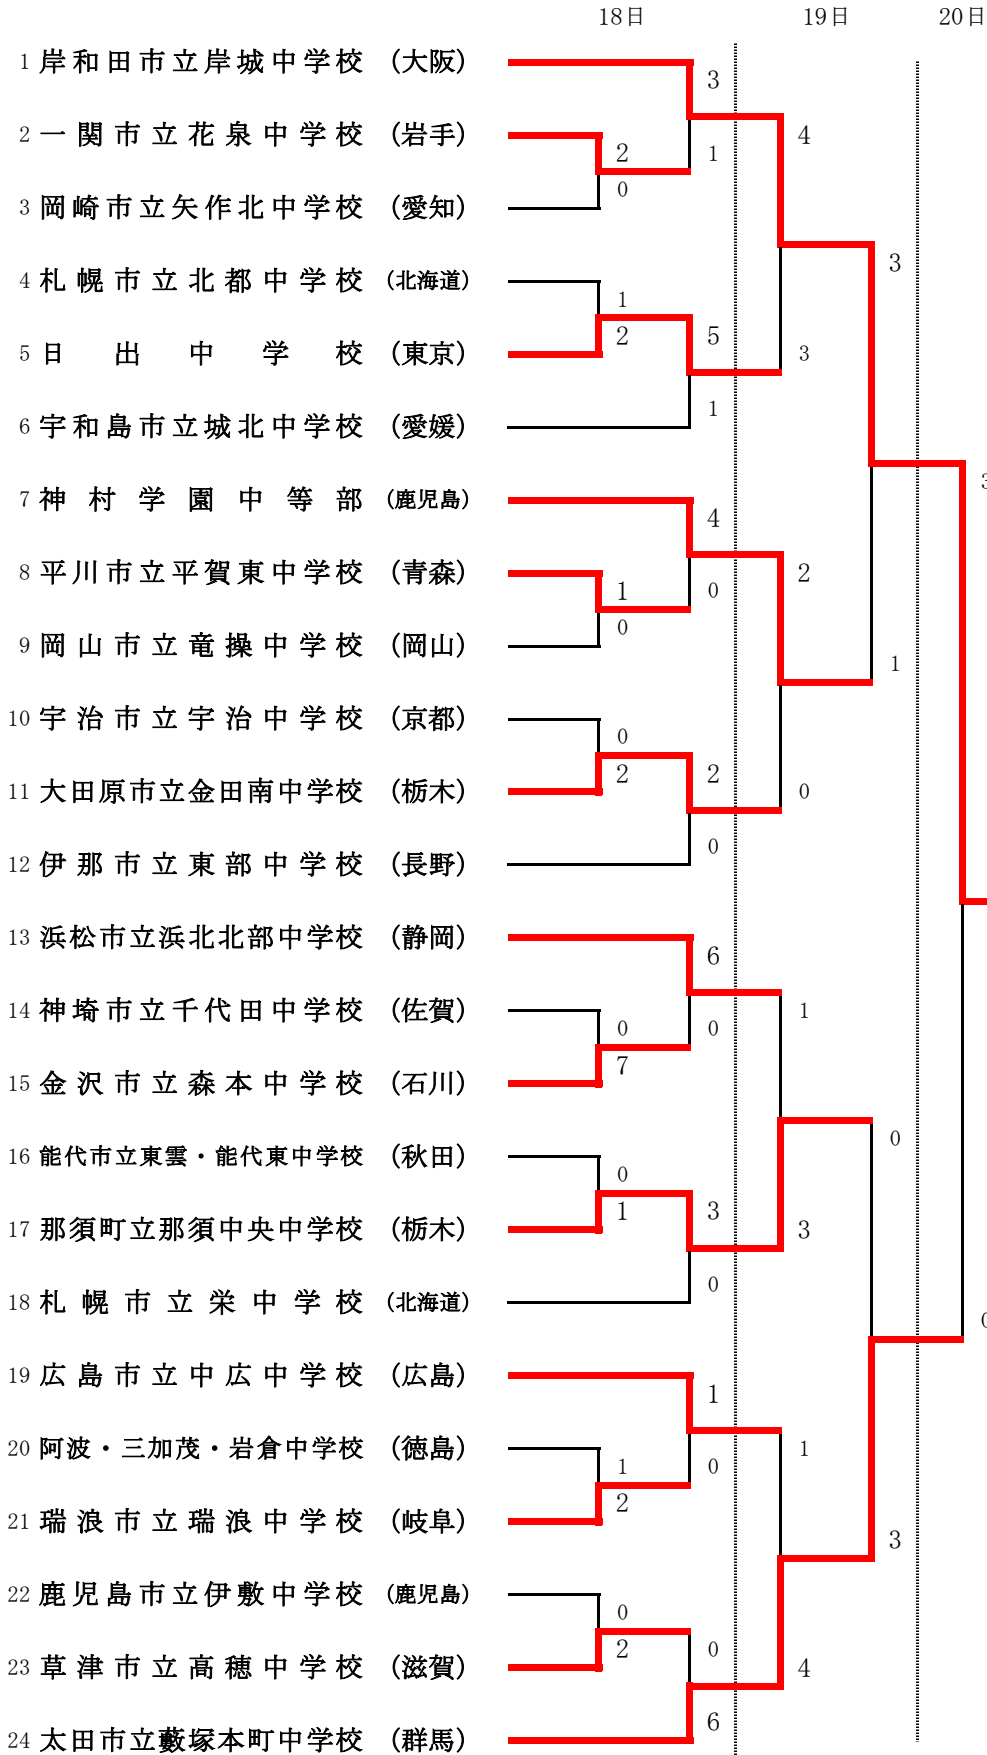 18日 19日 20日
1 岸和田市立岸城中学校 (大阪)
3
4
2 一関市立花泉中学校 (岩手)
2
1
0
3 岡崎市立矢作北中学校 (愛知)
3
4 札幌市立北都中学校 (北海道)
1
2
5
5 日出中学校 (東京)
3
1
6 宇和島市立城北中学校 (愛媛)
3
7 神村学園中等部 (鹿児島)
4
2
8 平川市立平賀東中学校 (青森)
1
0
0
9 岡山市立竜操中学校 (岡山)
1
10 宇治市立宇治中学校 (京都)
0
2
2
11 大田原市立金田南中学校 (栃木)
0
0
12 伊那市立東部中学校 (長野)
13 浜松市立浜北北部中学校 (静岡)
6
14 神埼市立千代田中学校 (佐賀)
1
0
0
7
15 金沢市立森本中学校 (石川)
0
16 能代市立東雲・能代東中学校 (秋田)
0
1
3
17 那須町立那須中央中学校 (栃木)
3
0
18 札幌市立栄中学校 (北海道)
0
19 広島市立中広中学校 (広島)
1
20 阿波・三加茂・岩倉中学校 (徳島)
1
1
0
2
21 瑞浪市立瑞浪中学校 (岐阜)
3
22 鹿児島市立伊敷中学校 (鹿児島)
0
2
0
23 草津市立高穂中学校 (滋賀)
4
6
24 太田市立藪塚本町中学校 (群馬)